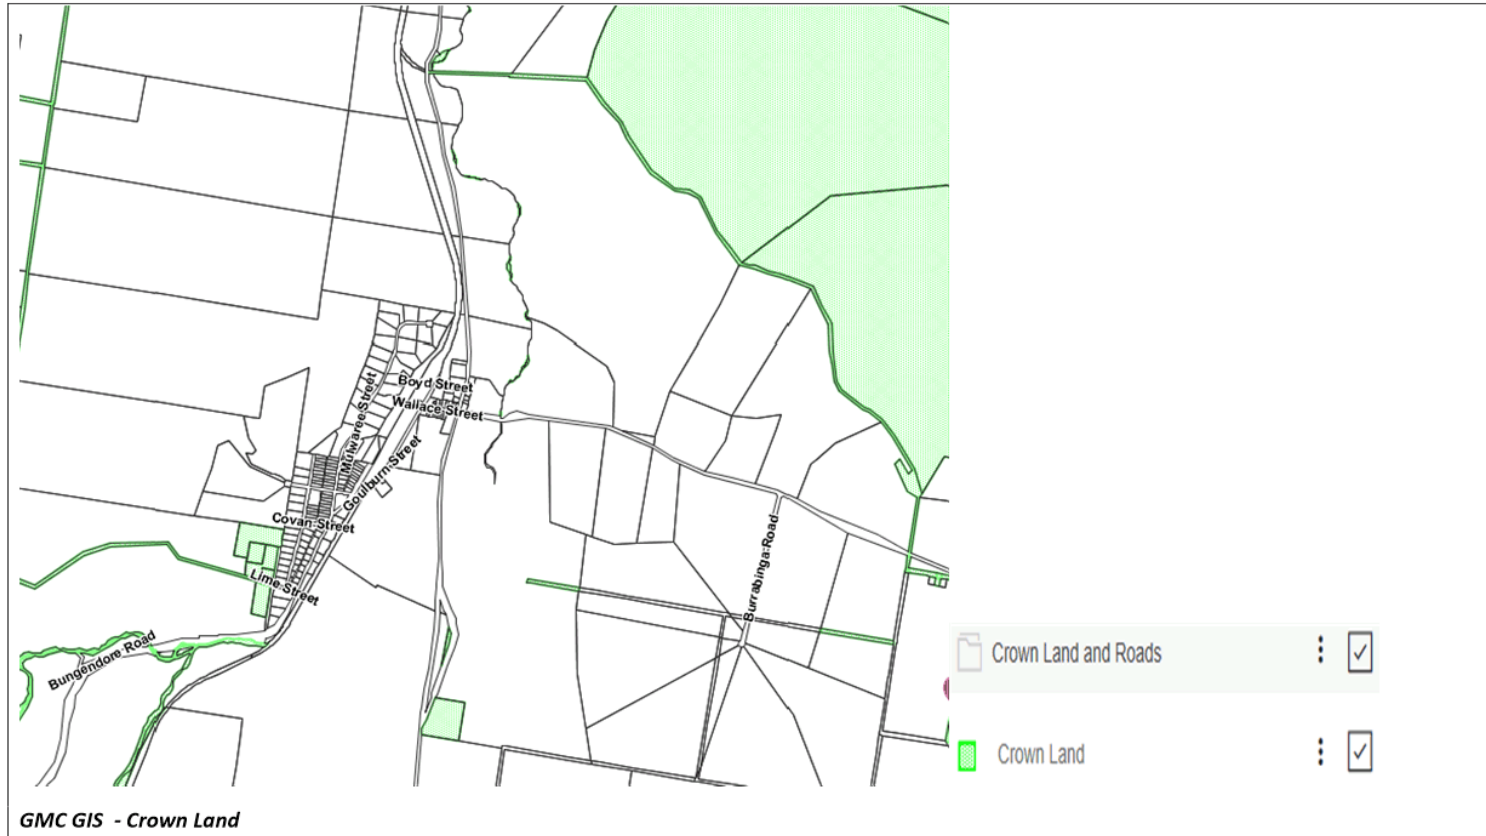 Boyd Street
Wallace Street
Mulwaree Street
Goulburn Street
Covan Street
Lime Street
Burrabinga Road
Bungendore Road
Crown Land and Roads
Crown Land
GMC GIS - Crown Land